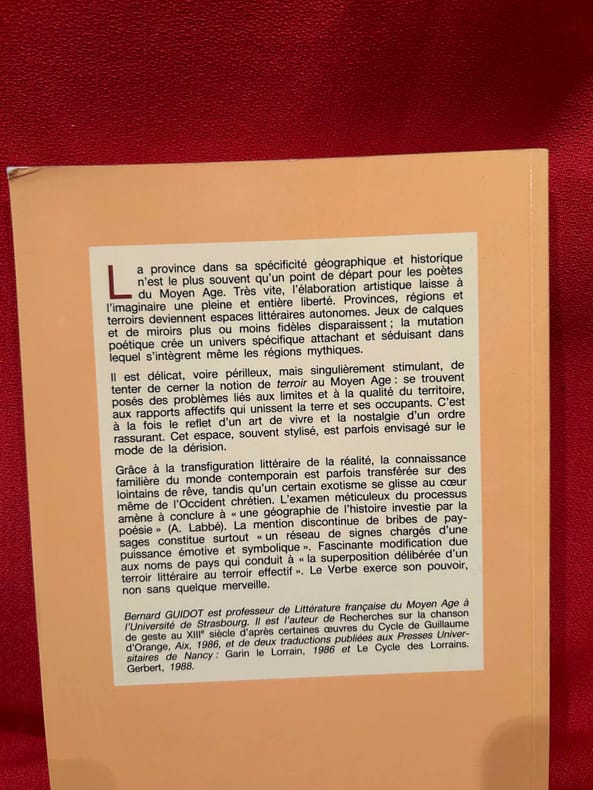 La province dans sa spécificité géographique et historique
n'est le plus souvent qu'un point de départ pour les poètes
du Moyen Age. Très vite, l'élaboration artistique laisse à
l'imaginaire une pleine et entière liberté. Provinces, régions et
terroirs deviennent espaces littéraires autonomes. Jeux de calques
et de miroirs plus ou moins fidèles disparaissent ; la mutation
poétique crée un univers spécifique attachant et séduisant dans
lequel s'intègrent même les régions mythiques.
Il est délicat, voire périlleux, mais singulièrement stimulant, de
tenter de cerner la notion de terroir au Moyen Age : se trouvent
posés des problèmes liés aux limites et à la qualité du territoire,
aux rapports affectifs qui unissent la terre et ses occupants. C'est
à la fois le reflet d'un art de vivre et la nostalgie d'un ordre
rassurant. Cet espace, souvent stylisé, est parfois envisagé sur le
mode de la dérision.
Grâce à la transfiguration littéraire de la réalité, la connaissance
familière du monde contemporain est parfois transférée sur des
lointains de rêve, tandis qu'un certain exotisme se glisse au cœur
même de l'Occident chrétien. L'examen méticuleux du processus
amène à conclure à « une géographie de l'histoire investie par la
poésie » (A. Labbé). La mention discontinue de bribes de pay-
sages constitue surtout « un réseau de signes chargés d'une
puissance émotive et symbolique ». Fascinante modification due
aux noms de pays qui conduit à « la superposition délibérée d'un
terroir littéraire au terroir effectif ». Le Verbe exerce son pouvoir,
non sans quelque merveille.
Bernard GUIDOT est professeur de Littérature française du Moyen Age à
l'Université de Strasbourg. Il est l'auteur de Recherches sur la chanson
de geste au XIIIe siècle d'après certaines œuvres du Cycle de Guillaume
d'Orange, Aix, 1986, et de deux traductions publiées aux Presses Univer-
sitaires de Nancy : Garin le Lorrain, 1986 et Le Cycle des Lorrains.
Gerbert, 1988.